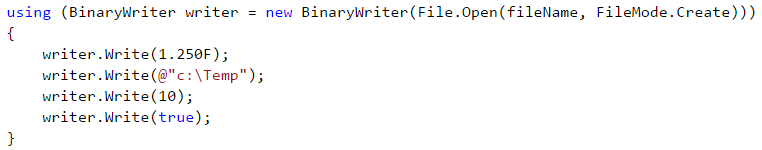 using (BinaryWriter writer = new BinaryWriter(File.Open(fileName, FileMode.Create)))
{
    writer.Write(1.250F);
    writer.Write(@"c:\Temp");
    writer.Write(10);
    writer.Write(true);
}